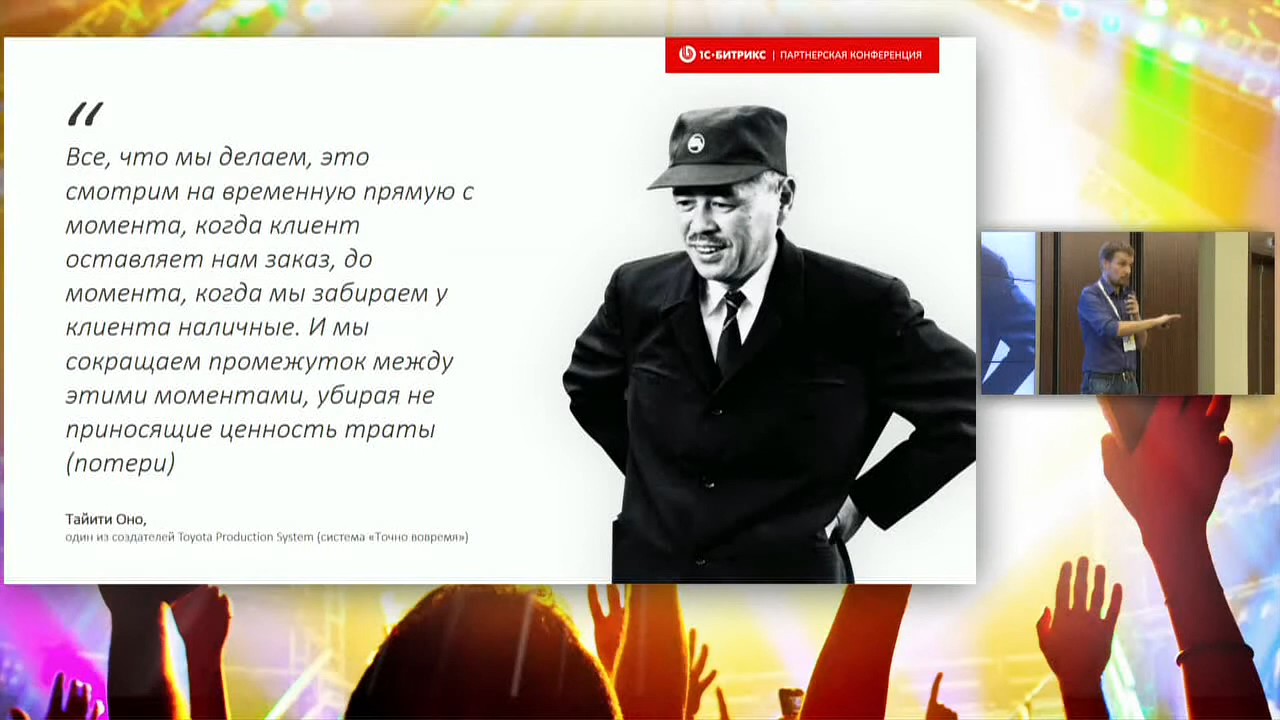 1С-БИТРИКС | ПАРТНЕРСКАЯ КОНФЕРЕНЦИЯ
“
Все, что мы делаем, это
смотрим на временную прямую с
момента, когда клиент
оставляет нам заказ, до
момента, когда мы забираем у
клиента наличные. И мы
сокращаем промежуток между
этими моментами, убирая не
приносящие ценность траты
(потери)
Тайити Оно,
один из создателей Toyota Production System (система «Точно вовремя»)